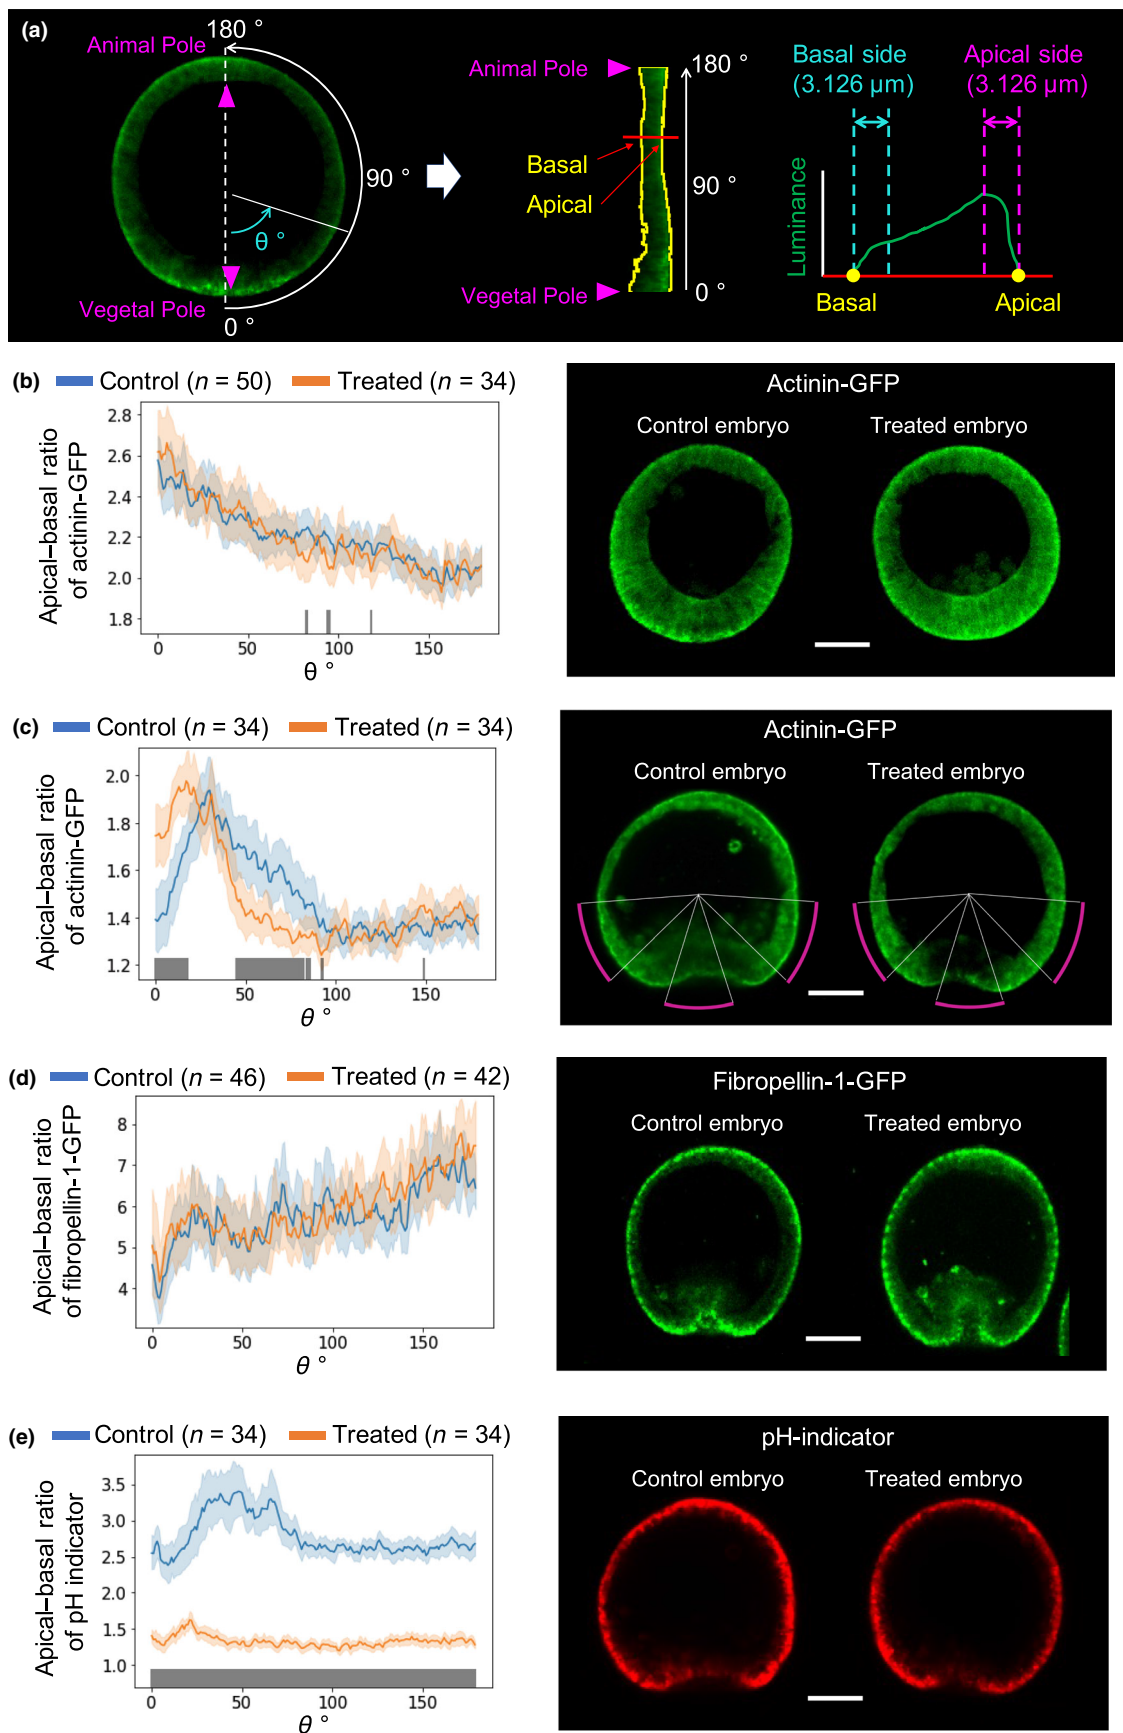 (a)
180 °
Animal Pole
90 °
θ °
Vegetal Pole
0 °
Animal Pole
180 °
Basal
Apical
90 °
Vegetal Pole
0 °
Basal side
(3.126 µm)
Apical side
(3.126 µm)
Luminance
Basal
Apical
(b)
Control (n = 50)
Treated (n = 34)
Apical–basal ratio
of actinin-GFP
2.8
2.6
2.4
2.2
2.0
1.8
0
50
100
150
θ °
Actinin-GFP
Control embryo
Treated embryo
(c)
Control (n = 34)
Treated (n = 34)
Apical–basal ratio
of actinin-GFP
2.0
1.8
1.6
1.4
1.2
0
50
100
150
θ °
Actinin-GFP
Control embryo
Treated embryo
(d)
Control (n = 46)
Treated (n = 42)
Apical–basal ratio
of fibropellin-1-GFP
8
7
6
5
4
0
50
100
150
θ °
Fibropellin-1-GFP
Control embryo
Treated embryo
(e)
Control (n = 34)
Treated (n = 34)
Apical–basal ratio
of pH indicator
3.5
3.0
2.5
2.0
1.5
1.0
0
50
100
150
θ °
pH-indicator
Control embryo
Treated embryo